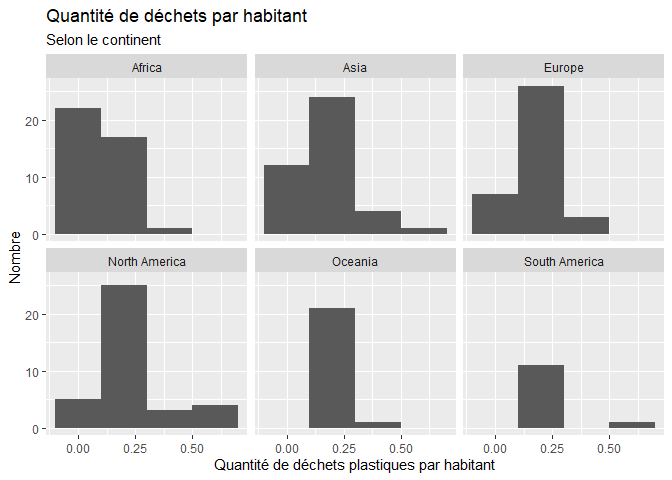 Quantité de déchets par habitant
Selon le continent
Africa Asia Europe
20
10
0
North America Oceania South America
20
10
0
Nombre
0.00 0.25 0.50 0.00 0.25 0.50 0.00 0.25 0.50
Quantité de déchets plastiques par habitant